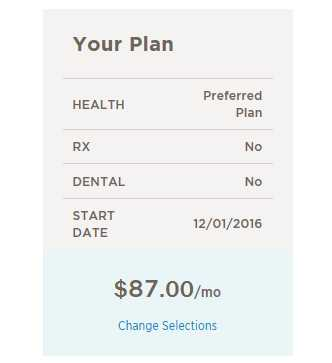 Your Plan
HEALTH Preferred
Plan
RX No
DENTAL No
START
DATE 12/01/2016
$87.00/mo
Change Selections